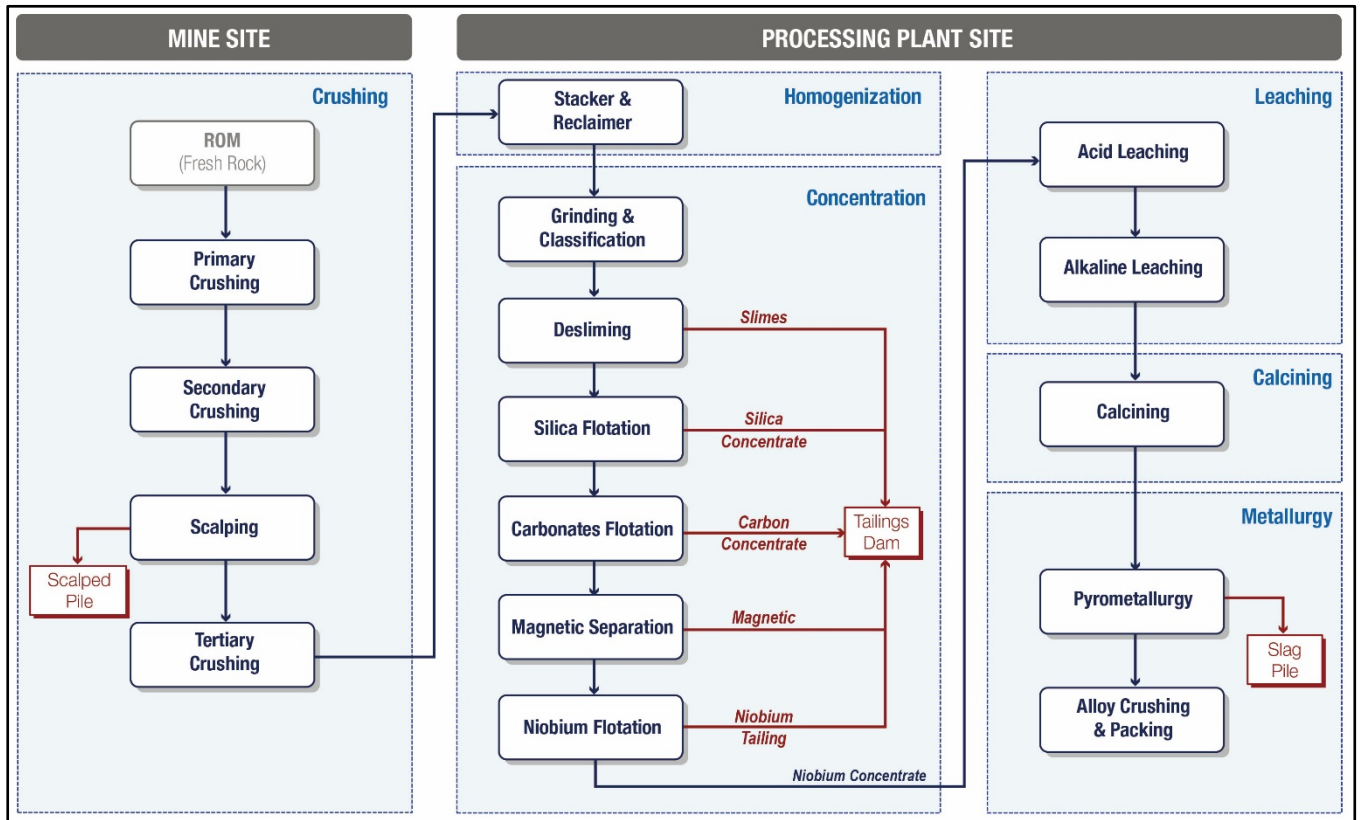 MINE SITE
PROCESSING PLANT SITE
Crushing
ROM
(Fresh Rock)
Primary
Crushing
Secondary
Crushing
Scalping
Scalped
Pile
Tertiary
Crushing
Homogenization
Stacker &
Reclaimer
Concentration
Grinding &
Classification
Desliming
Slimes
Silica Flotation
Silica
Concentrate
Carbonates Flotation
Carbon
Concentrate
Tailings
Dam
Magnetic Separation
Magnetic
Niobium Flotation
Niobium
Tailing
Niobium Concentrate
Leaching
Acid Leaching
Alkaline Leaching
Calcining
Calcining
Metallurgy
Pyrometallurgy
Slag
Pile
Alloy Crushing
& Packing